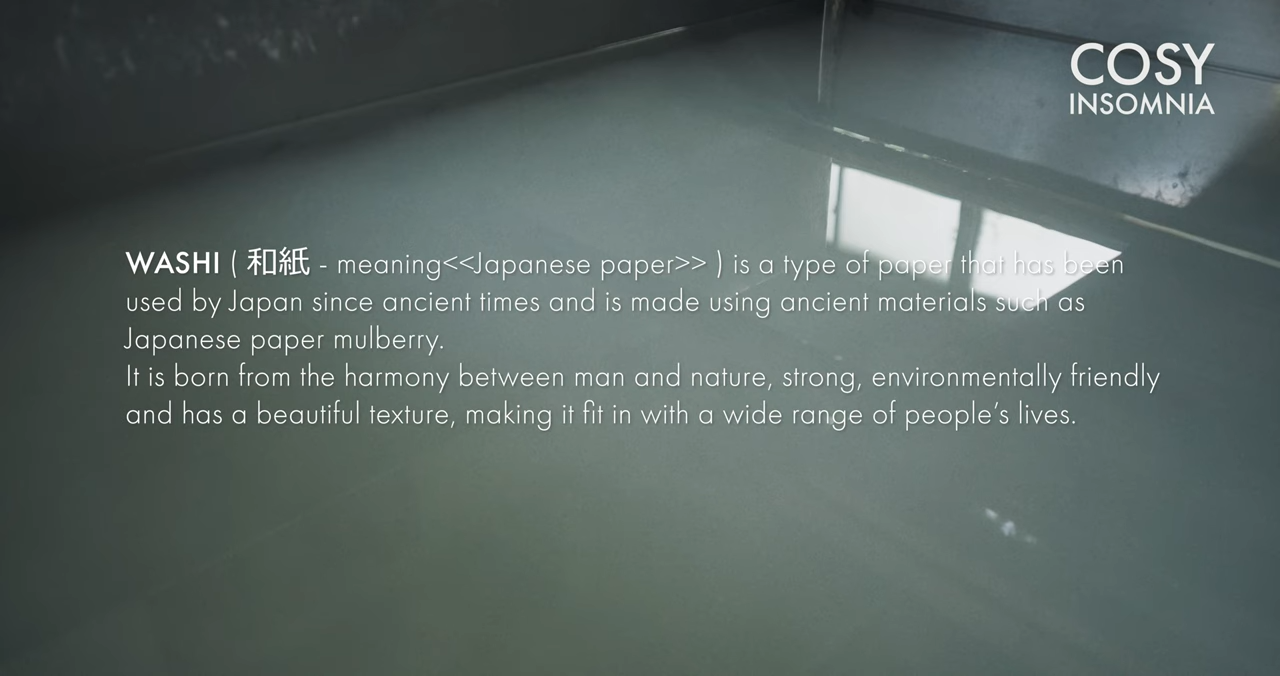 COSY
INSOMNIA
WASHI ( 和紙 - meaning<<Japanese paper>> ) is a type of paper that has been
used by Japan since ancient times and is made using ancient materials such as
Japanese paper mulberry.
It is born from the harmony between man and nature, strong, environmentally friendly
and has a beautiful texture, making it fit in with a wide range of people's lives.